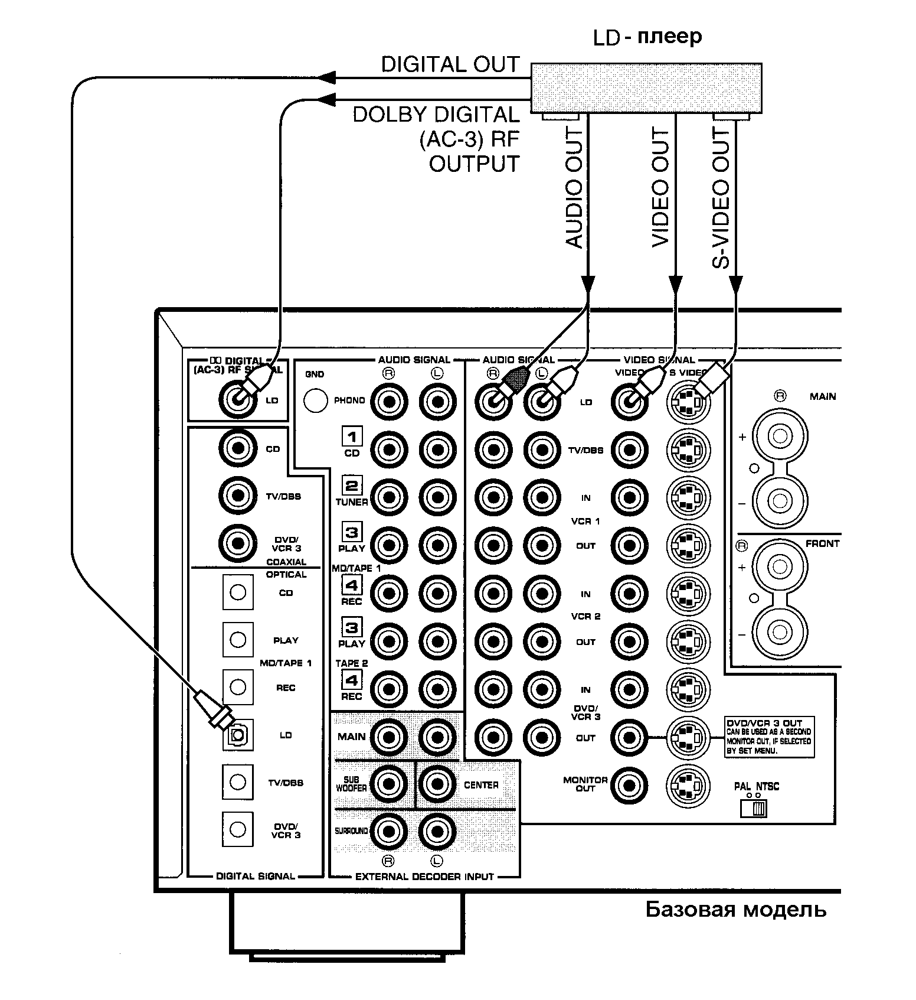 LD - плеер
DIGITAL OUT
DOLBY DIGITAL
(AC-3) RF
OUTPUT
AUDIO OUT
VIDEO OUT
S-VIDEO OUT
DIGITAL
(AC-3) RF SIGNAL
LD
CD
TV/DBS
DVD/
VCR 3
COAXIAL
OPTICAL
CD
PLAY
MD/TAPE 1
REC
LD
TV/DBS
DVD/
VCR 3
DIGITAL SIGNAL
AUDIO SIGNAL
GND
R
L
PHONO
1
CD
2
TUNER
3
PLAY
MD/TAPE 1
4
REC
3
PLAY
TAPE 2
4
REC
MAIN
SUB
WOOFER
CENTER
SURROUND
R
L
EXTERNAL DECODER INPUT
AUDIO SIGNAL
R
L
VIDEO SIGNAL
VIDEO
S VIDEO
LD
TV/DBS
IN
VCR 1
OUT
IN
VCR 2
OUT
IN
DVD/
VCR 3
OUT
MONITOR
OUT
DVD/VCR 3 OUT
CAN BE USED AS A SECOND
MONITOR OUT, IF SELECTED
BY SET MENU.
PAL NTSC
R
MAIN
+
–
R
FRONT
+
–
Базовая модель